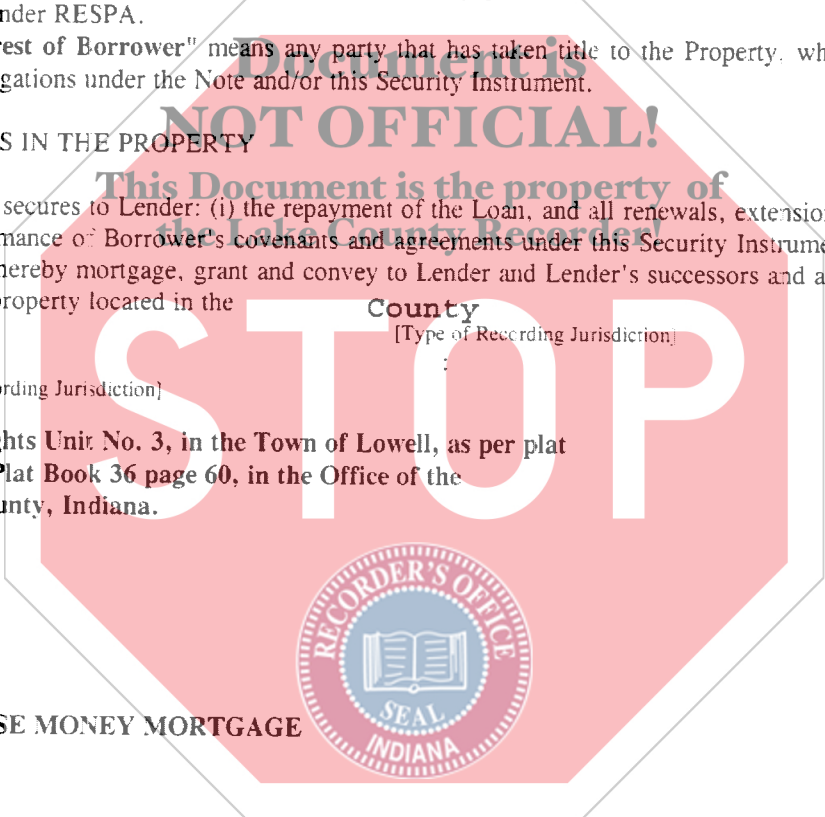 nder RESPA.
rest of Borrower" means any party that has taken title to the Property, wh
Document is
gations under the Note and/or this Security Instrument.
NOT OFFICIAL!
S IN THE PROPERTY
This Document is the property of
secures to Lender: (i) the repayment of the Loan, and all renewals, extensio
the Lake County Recorder!
mance of Borrower's covenants and agreements under this Security Instrume
hereby mortgage, grant and convey to Lender and Lender's successors and a
property located in the County
[Type of Recording Jurisdiction]
:
rding Jurisdiction]
STOP
hts Unit No. 3, in the Town of Lowell, as per plat
Plat Book 36 page 60, in the Office of the
unty, Indiana.
RECORDER'S OFFICE
SEAL
INDIANA
SE MONEY MORTGAGE